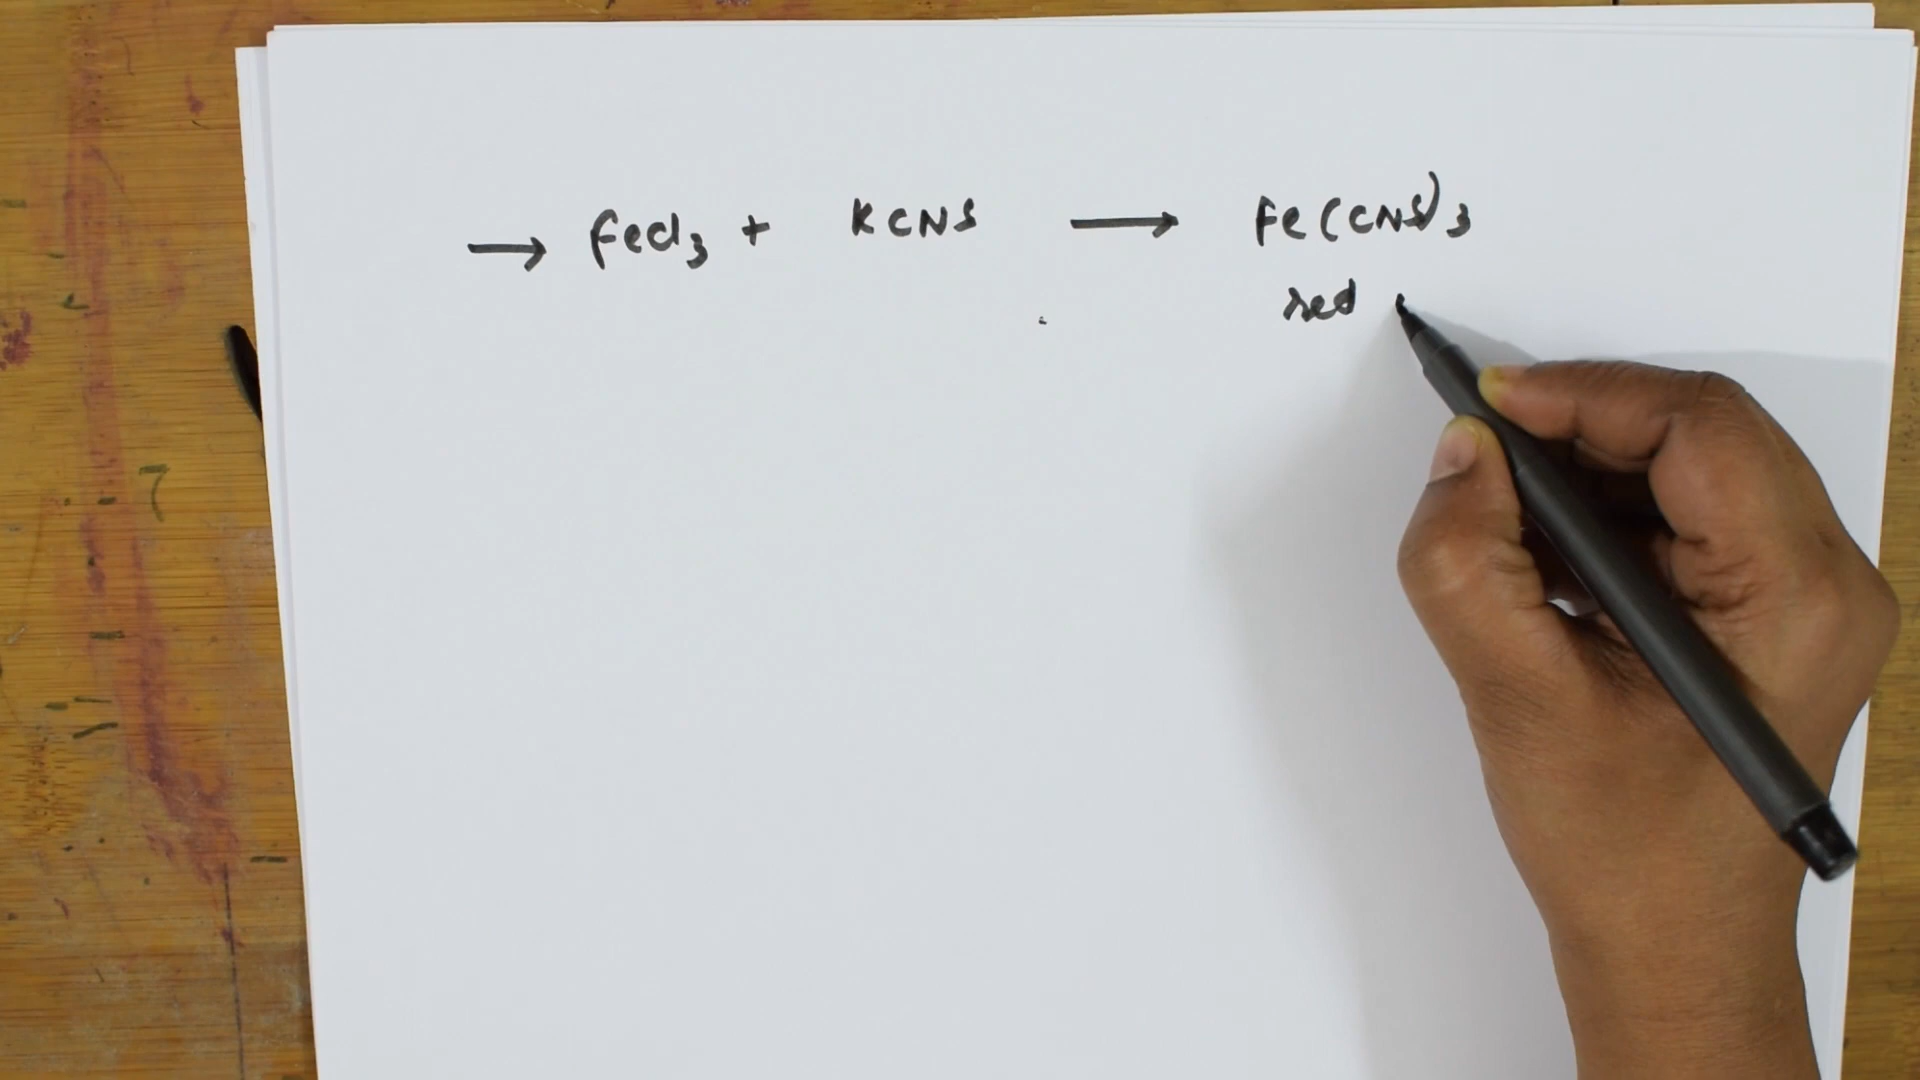 → FeCl₃ + KCNS → Fe(CNS)₃
red